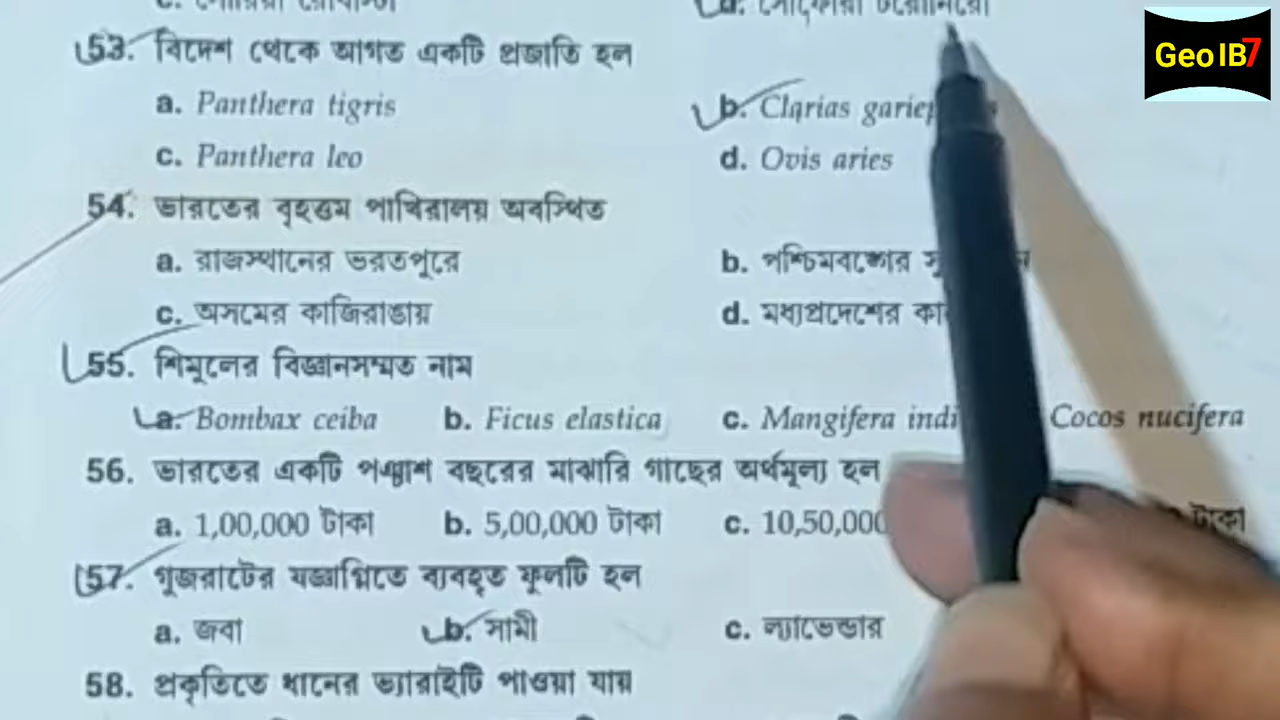 GeoIB7
53. বিদেশ থেকে আগত একটি প্রজাতি হল
a. Panthera tigris b. Clarias
c. Panthera leo d. Ovis aries
54. ভারতের বৃহত্তম পাখিরালয় অবস্থিত
a. রাজস্থানের ভরতপুরে b. পশ্চিমবঙ্গের
c. অসমের কাজিরাঙায় d. মধ্যপ্রদেশের
55. শিমূলের বিজ্ঞানসম্মত নাম
a. Bombax ceiba b. Ficus elastica c. Mangifera Cocos nucifera
56. ভারতের একটি পঞ্চাশ বছরের মাঝারি গাছের অর্থমূল্য হল
a. 1,00,000 টাকা b. 5,00,000 টাকা c. 10,50,000 টাকা
57. গুজরাটের যজ্ঞাগ্নিতে ব্যবহৃত ফুলটি হল
a. জবা b. সামী c. ল্যাভেন্ডার
58. প্রকৃতিতে ধানের ভ্যারাইটি পাওয়া যায়